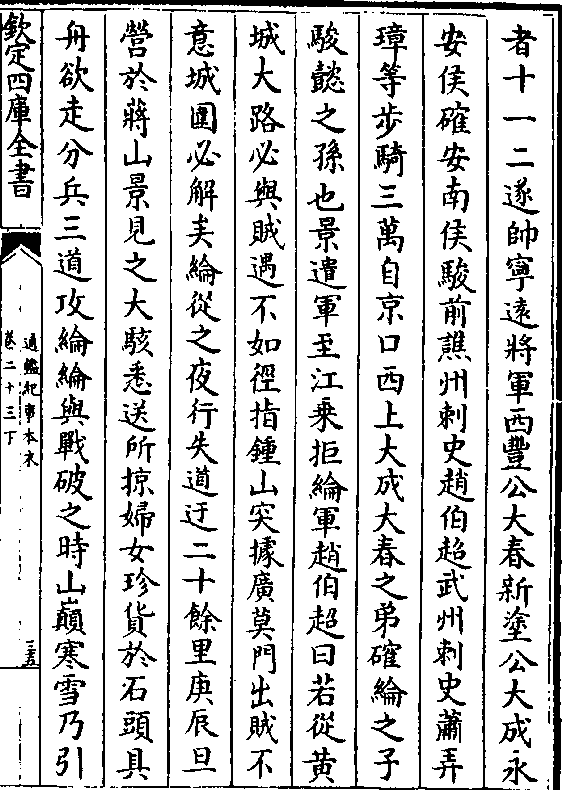 者十一二遂帥寧遠將軍西豐公大春新塗公大成永
安侯確安南侯駿前譙州刺史趙伯超武州刺史蕭弄
璋等步騎三萬自京口西上大成大春之弟確綸之子
駿懿之孫也景遣軍至江乗拒綸軍趙伯超曰若從黄
城大路必與賊遇不如徑指鍾山突據廣莫門出賊不
意城圍必解矣綸從之夜行失道迂二十餘里庚辰旦
營於蔣山景見之大駭悉送所掠婦女珍貨於石頭具
舟欲走分兵三道攻綸綸與戰破之時山巔寒雪乃引
欽定四庫全書
通鑑紀事本末
卷二十三下
三五